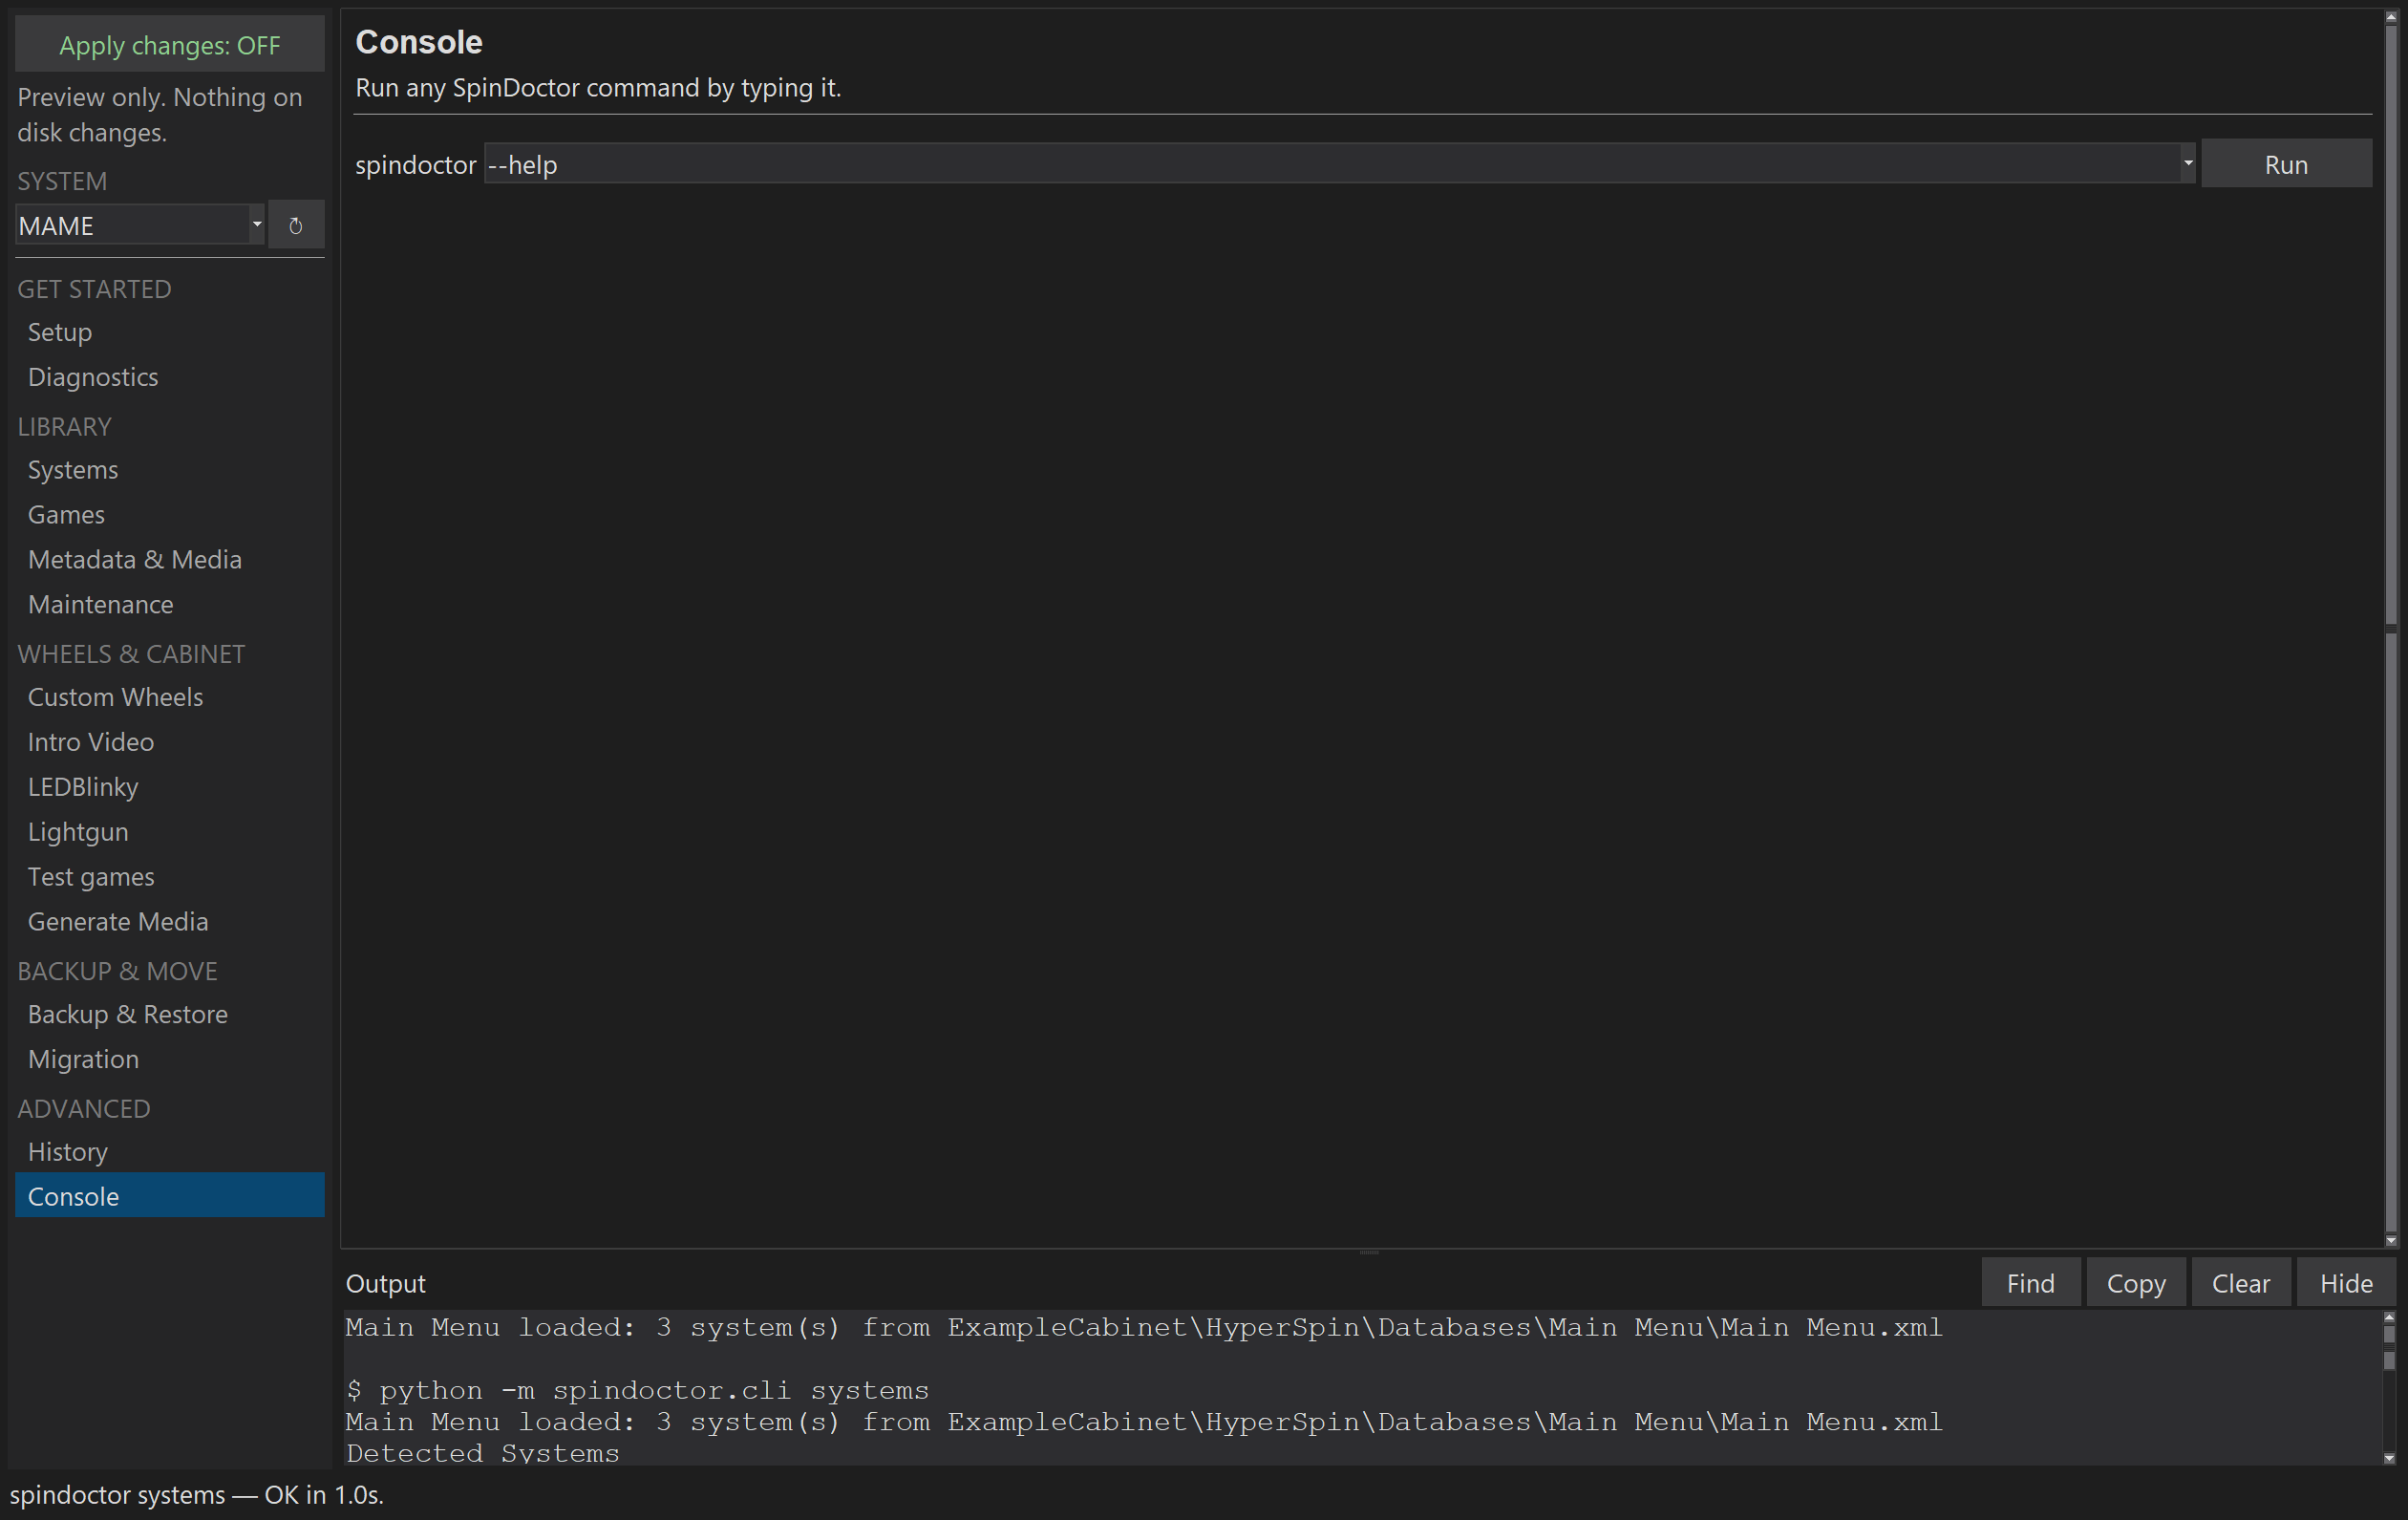 Apply changes: OFF
Preview only. Nothing on
disk changes.
SYSTEM
MAME
GET STARTED
Setup
Diagnostics
LIBRARY
Systems
Games
Metadata & Media
Maintenance
WHEELS & CABINET
Custom Wheels
Intro Video
LEDBlinky
Lightgun
Test games
Generate Media
BACKUP & MOVE
Backup & Restore
Migration
ADVANCED
History
Console
Console
Run any SpinDoctor command by typing it.
spindoctor --help Run
Output Find Copy Clear Hide
Main Menu loaded: 3 system(s) from ExampleCabinet\HyperSpin\Databases\Main Menu\Main Menu.xml
$ python -m spindoctor.cli systems
Main Menu loaded: 3 system(s) from ExampleCabinet\HyperSpin\Databases\Main Menu\Main Menu.xml
Detected Systems
spindoctor systems — OK in 1.0s.